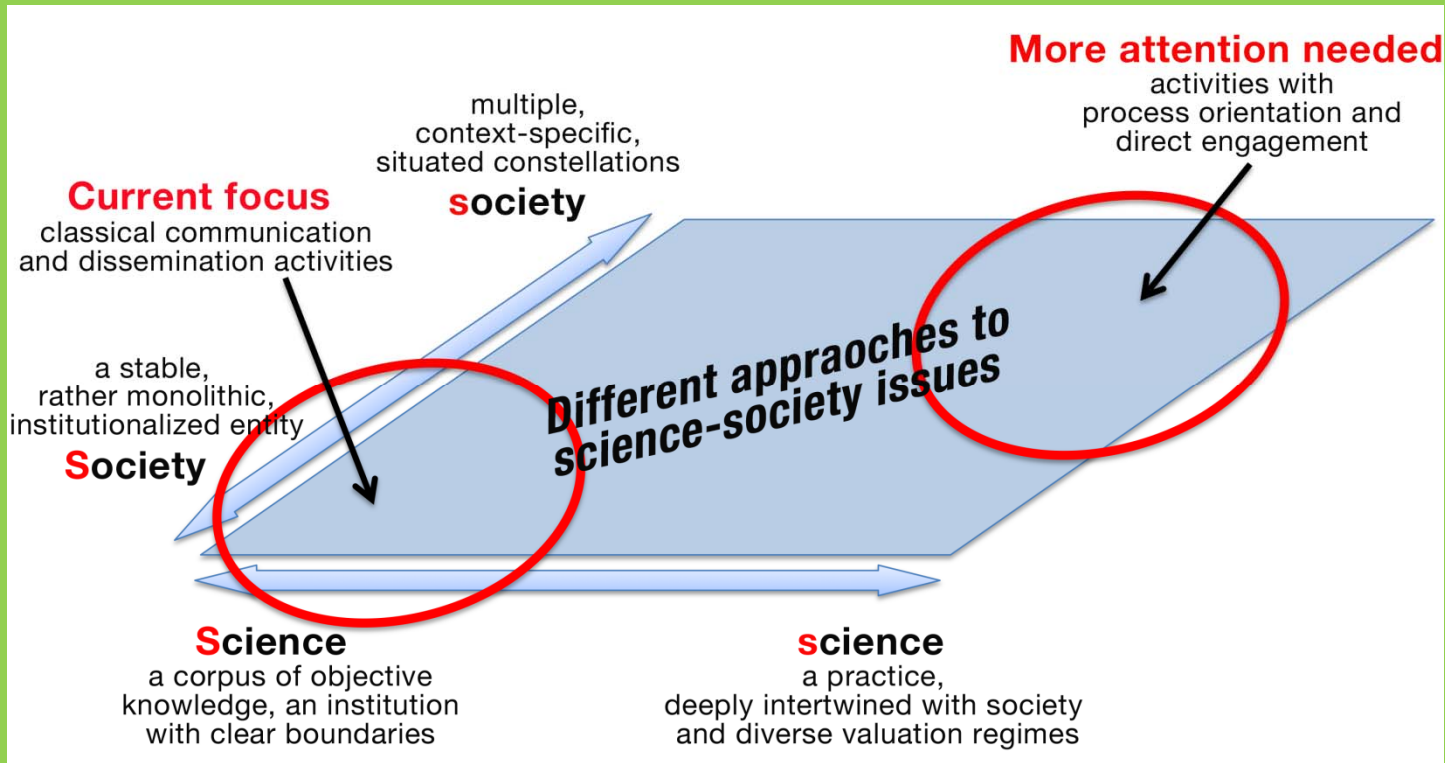 More attention needed
activities with
process orientation and
direct engagement
multiple,
context-specific,
situated constellations
society
Current focus
classical communication
and dissemination activities
a stable,
rather monolithic,
institutionalized entity
Society
Different appraoches to
science-society issues
Science
a corpus of objective
knowledge, an institution
with clear boundaries
science
a practice,
deeply intertwined with society
and diverse valuation regimes